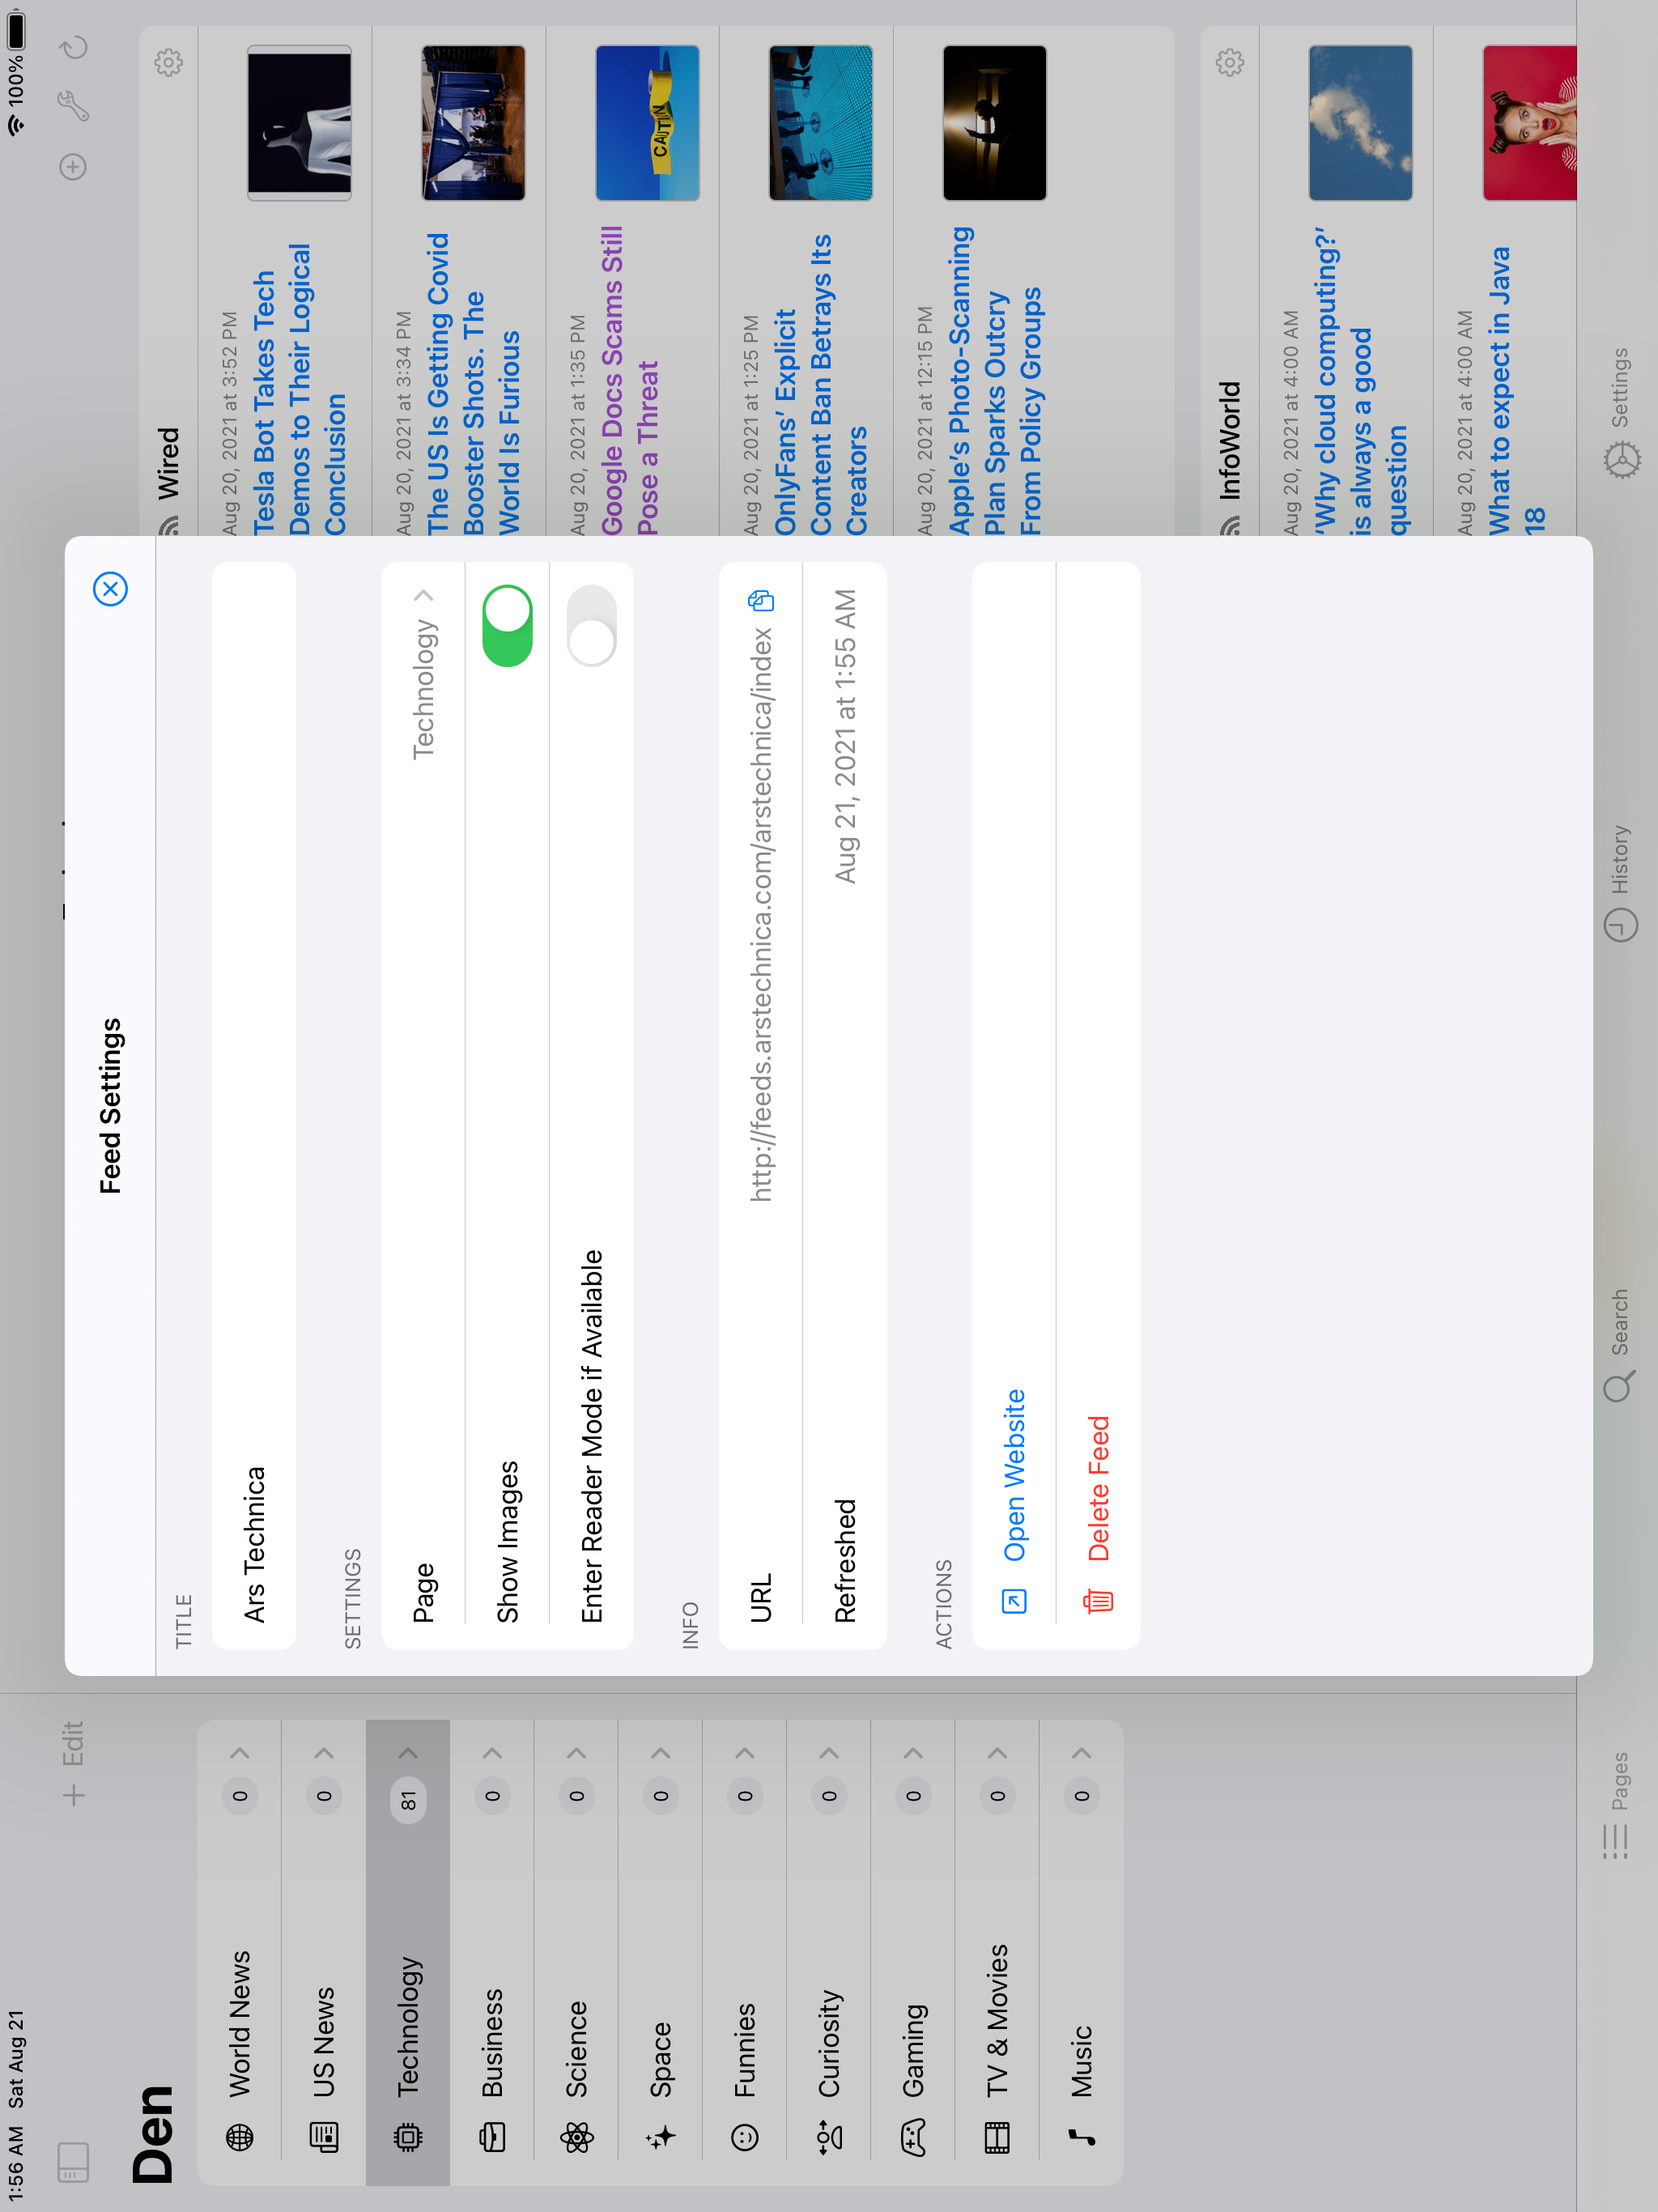 1:56 AM Sat Aug 21
100%
Edit
Den
World News 0
US News 0
Technology 81
Business 0
Science 0
Space 0
Funnies 0
Curiosity 0
Gaming 0
TV & Movies 0
Music 0
Feed Settings
TITLE
Ars Technica
SETTINGS
Page Technology
Show Images
Enter Reader Mode if Available
INFO
URL http://feeds.arstechnica.com/arstechnica/index
Refreshed Aug 21, 2021 at 1:55 AM
ACTIONS
Open Website
Delete Feed
Wired
Aug 20, 2021 at 3:52 PM
Tesla Bot Takes Tech
Demos to Their Logical
Conclusion
Aug 20, 2021 at 3:34 PM
The US Is Getting Covid
Booster Shots. The
World Is Furious
Aug 20, 2021 at 1:35 PM
Google Docs Scams Still
Pose a Threat
CAUTION
Aug 20, 2021 at 1:25 PM
OnlyFans’ Explicit
Content Ban Betrays Its
Creators
Aug 20, 2021 at 12:15 PM
Apple’s Photo-Scanning
Plan Sparks Outcry
From Policy Groups
InfoWorld
Aug 20, 2021 at 4:00 AM
‘Why cloud computing?’
is always a good
question
Aug 20, 2021 at 4:00 AM
What to expect in Java
18
Pages
Search
History
Settings